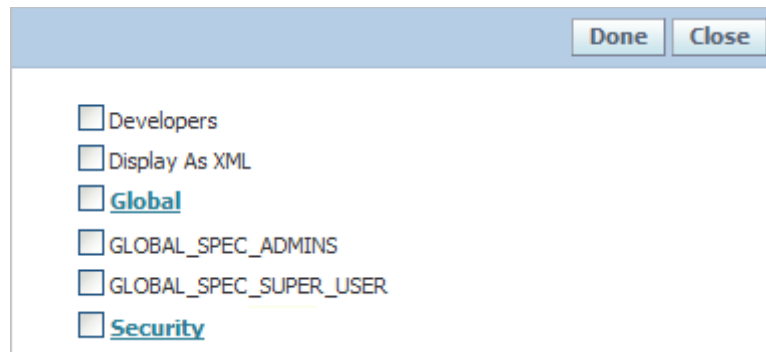 Done Close
Developers
Display As XML
Global
GLOBAL_SPEC_ADMINS
GLOBAL_SPEC_SUPER_USER
Security